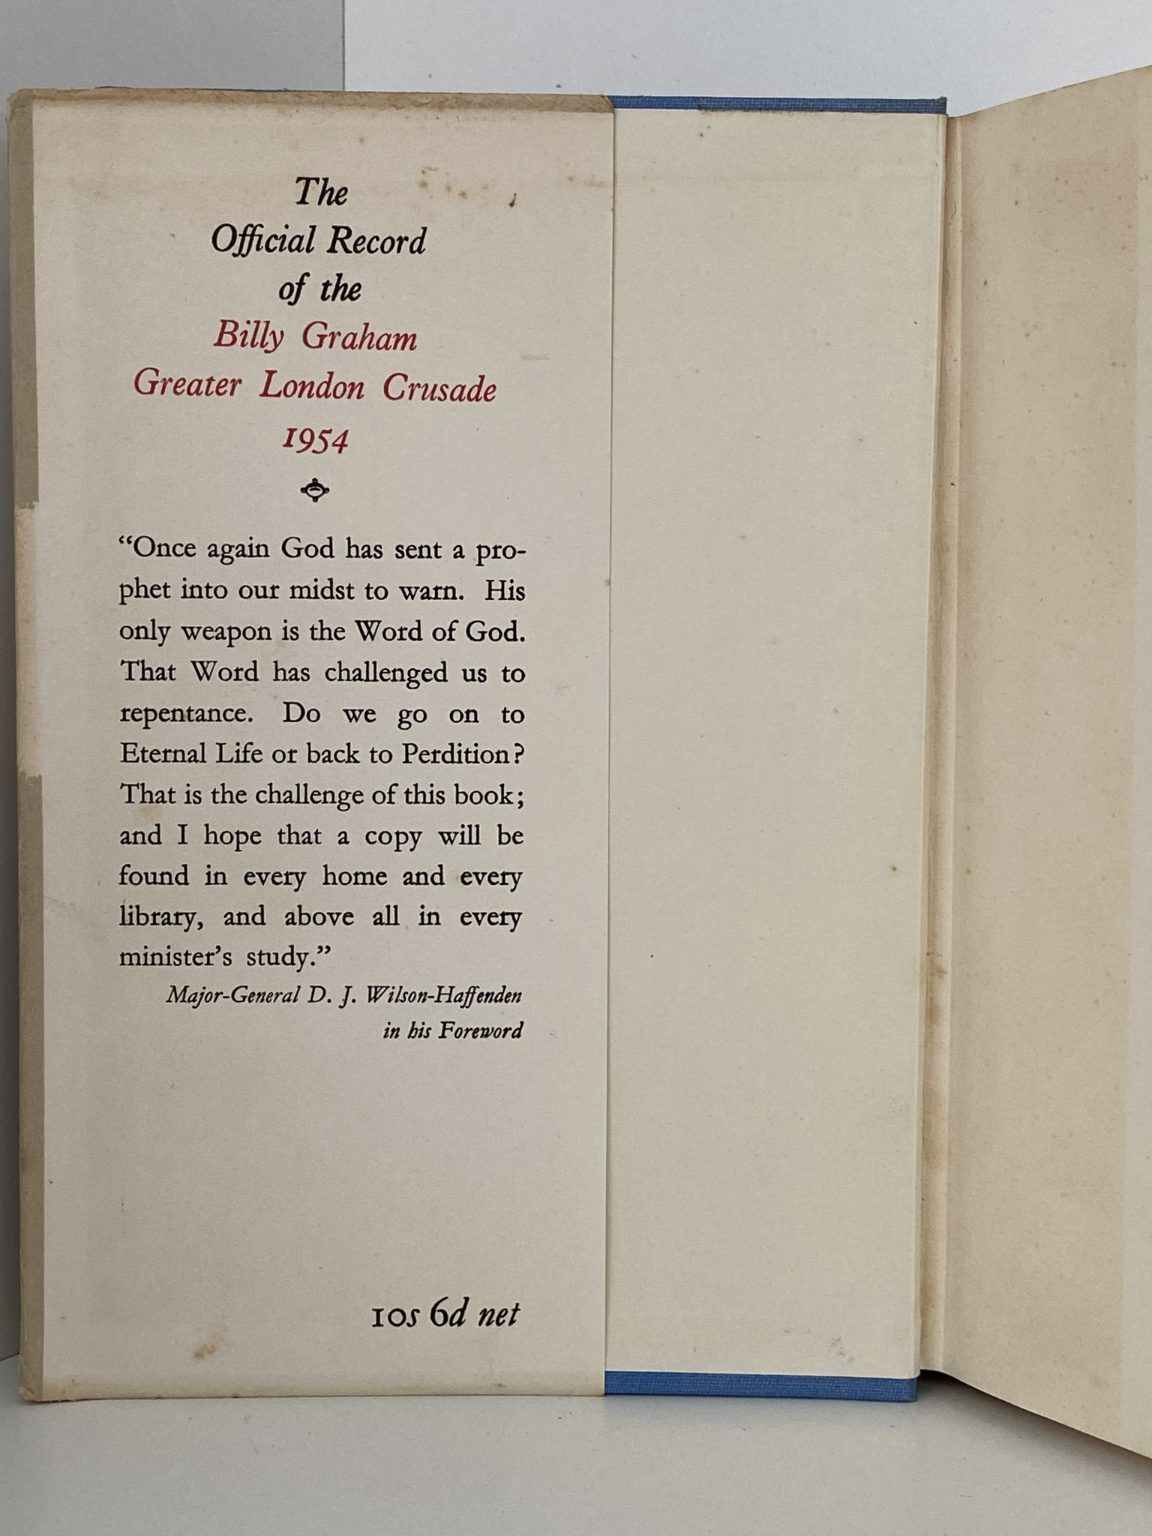 The
Official Record
of the
Billy Graham
Greater London Crusade
1954
“Once again God has sent a pro-
phet into our midst to warn. His
only weapon is the Word of God.
That Word has challenged us to
repentance. Do we go on to
Eternal Life or back to Perdition?
That is the challenge of this book;
and I hope that a copy will be
found in every home and every
library, and above all in every
minister’s study.”
Major-General D. J. Wilson-Haffenden
in his Foreword
10s 6d net